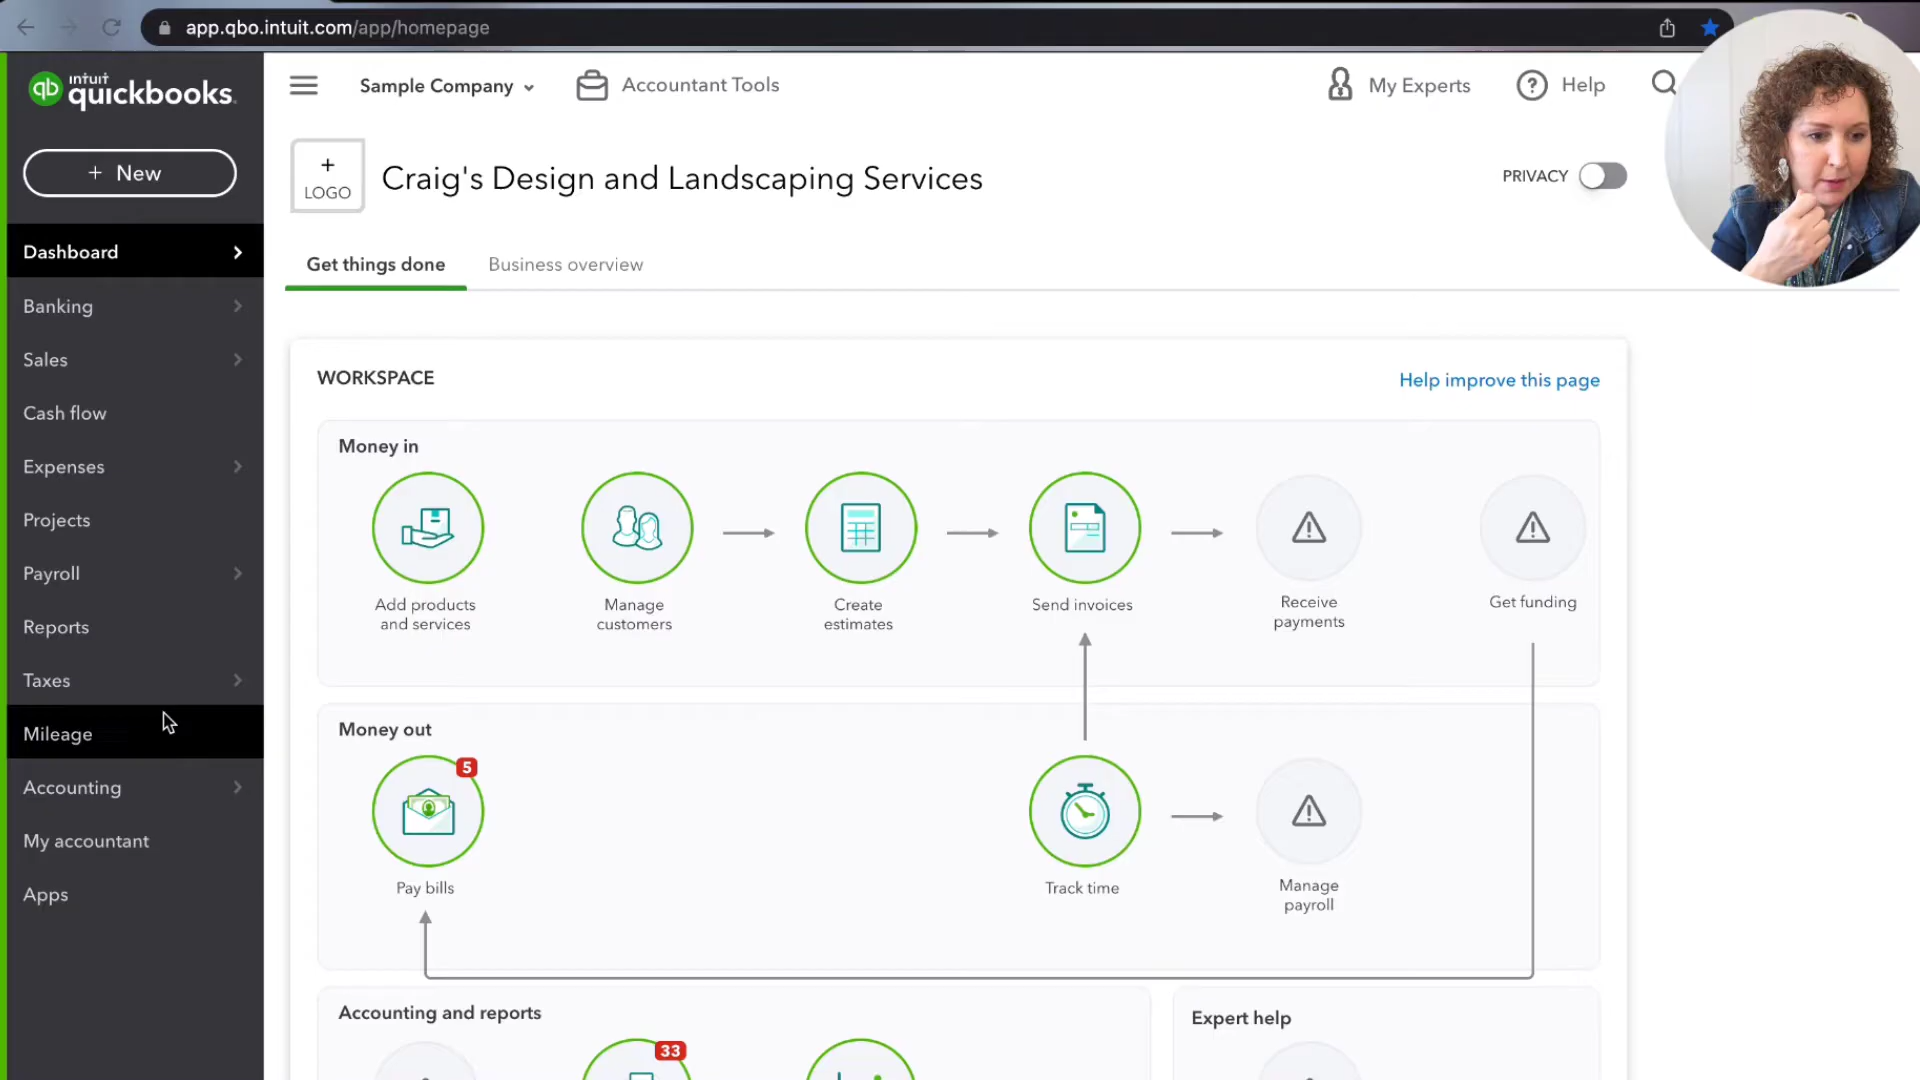 app.qbo.intuit.com/app/homepage
intuit
quickbooks.
qb
Sample Company
Accountant Tools
My Experts
? Help
+ New
+
LOGO
Craig's Design and Landscaping Services
PRIVACY
Get things done
Business overview
Dashboard
Banking
Sales
Cash flow
Expenses
Projects
Payroll
Reports
Taxes
Mileage
Accounting
My accountant
Apps
WORKSPACE
Help improve this page
Money in
Add products
and services
Manage
customers
Create
estimates
Send invoices
Receive
payments
Get funding
Money out
5
Pay bills
Track time
Manage
payroll
Accounting and reports
33
Expert help